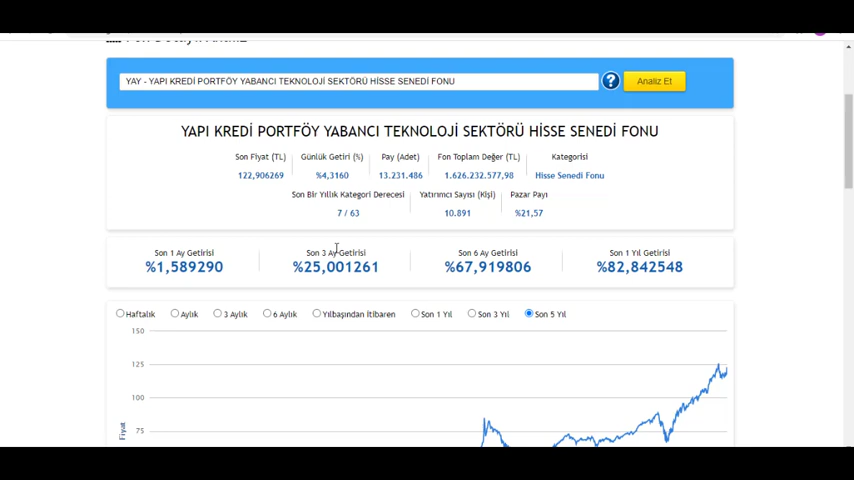 YAY - YAPI KREDİ PORTFÖY YABANCI TEKNOLOJİ SEKTÖRÜ HİSSE SENEDİ FONU
?
Analiz Et
YAPI KREDİ PORTFÖY YABANCI TEKNOLOJİ SEKTÖRÜ HİSSE SENEDİ FONU
Son Fiyat (TL) Günlük Getiri (%) Pay (Adet) Fon Toplam Değer (TL) Kategorisi
122,906269 %4,3160 13.231.486 1.626.232.577,98 Hisse Senedi Fonu
Son Bir Yıllık Kategori Derecesi Yatırımcı Sayısı (Kişi) Pazar Payı
7 / 63 10.891 %21,57
Son 1 Ay Getirisi Son 3 Ay Getirisi Son 6 Ay Getirisi Son 1 Yıl Getirisi
%1,589290 %25,001261 %67,919806 %82,842548
Haftalık Aylık 3 Aylık 6 Aylık Yılbaşından İtibaren Son 1 Yıl Son 3 Yıl Son 5 Yıl
150
125
100
75
Fiyat